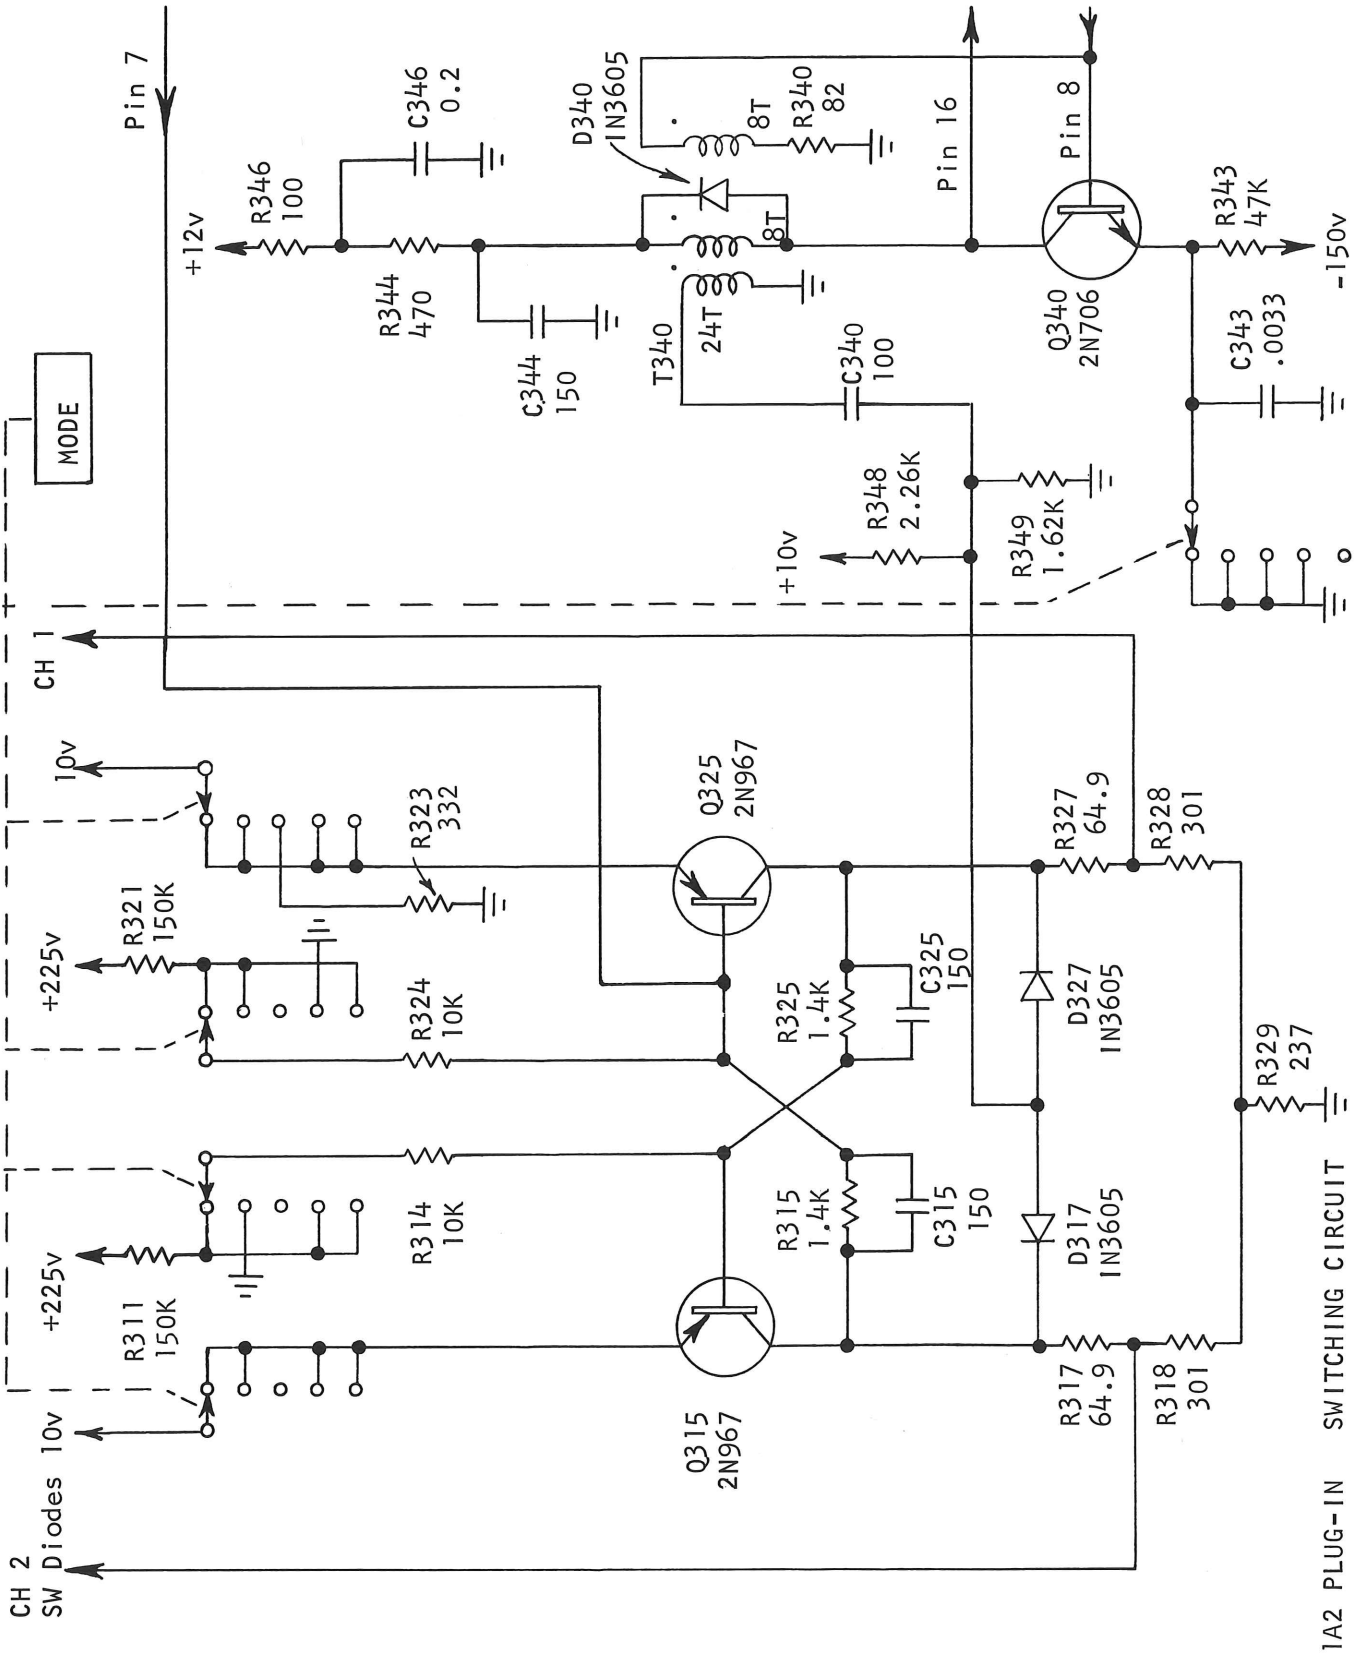 CH 2
SW Diodes
10v
+225v
R311
150K
R314
10K
+225v
R321
150K
R324
10K
10v
R323
332
CH 1
MODE
Pin 7
Q315
2N967
Q325
2N967
R315
1.4K
C315
150
R325
1.4K
C325
150
D317
IN3605
D327
IN3605
R317
64.9
R318
301
R327
64.9
R328
301
R329
237
+10v
R348
2.26K
R349
1.62K
+12v
R346
100
C346
0.2
R344
470
C344
150
T340
24T
8T
8T
D340
IN3605
R340
82
C340
100
Pin 16
Pin 8
Q340
2N706
R343
47K
C343
.0033
-150v
1A2 PLUG-IN SWITCHING CIRCUIT